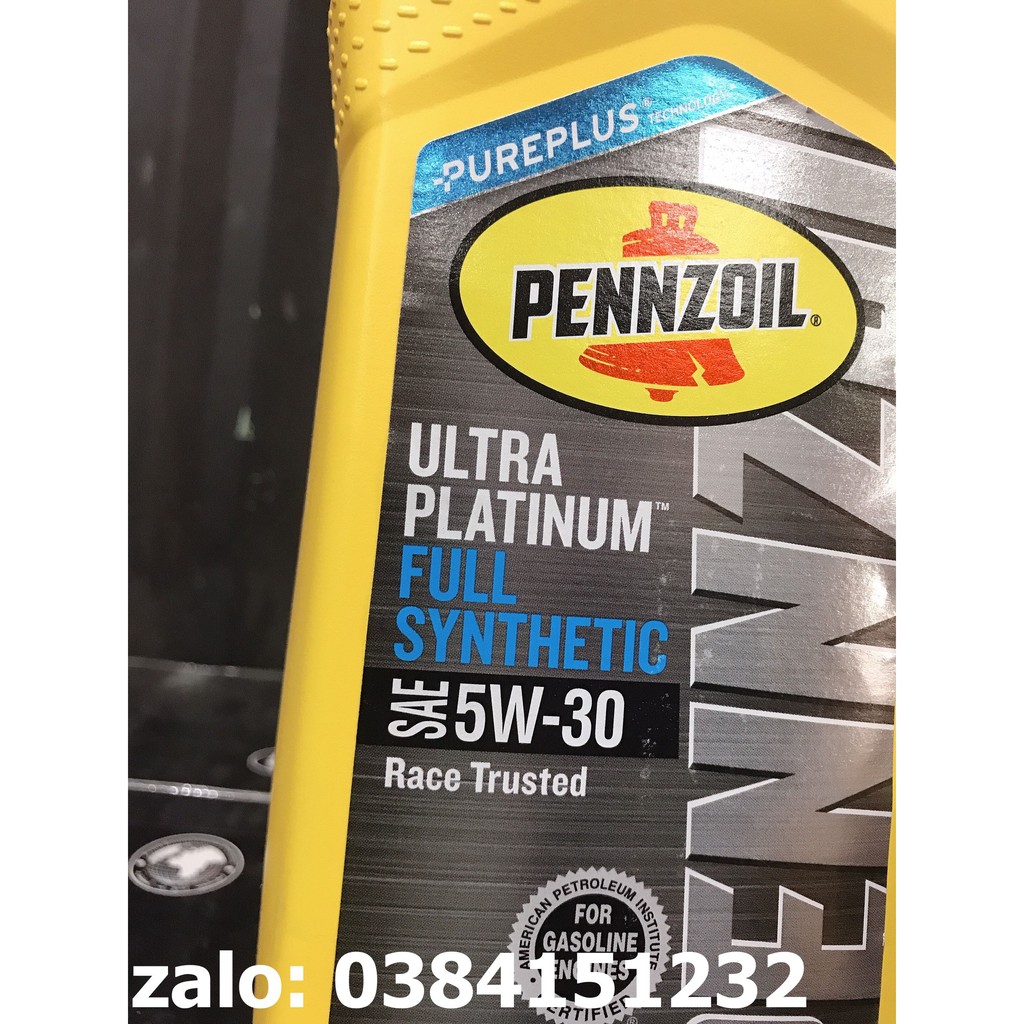 PUREPLUS® TECHNOLOGY
PENNZOIL®
ULTRA
PLATINUM™
FULL
SYNTHETIC
SAE 5W-30
Race Trusted
AMERICAN PETROLEUM INSTITUTE
FOR
GASOLINE
ENGINES
CERTIFIED
zalo: 0384151232